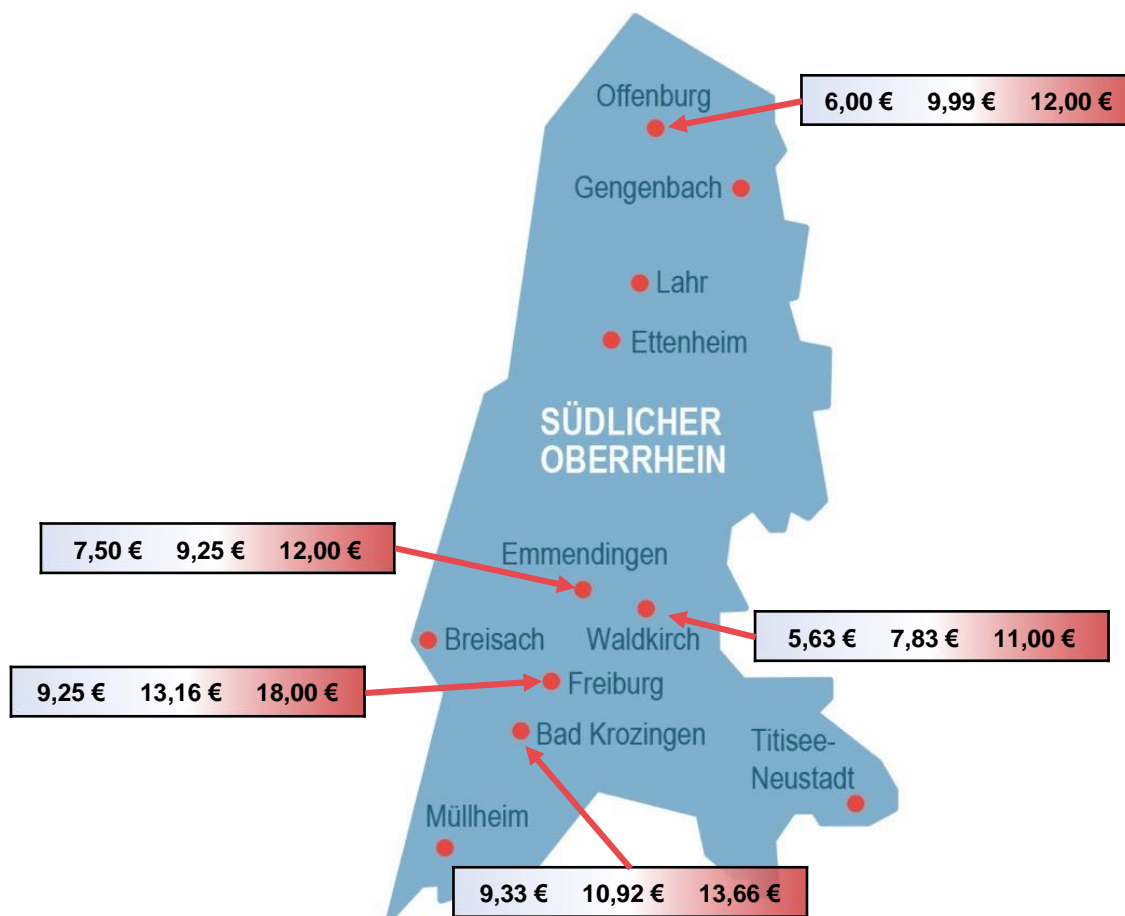 Offenburg
6,00 € 9,99 € 12,00 €
Gengenbach
Lahr
Ettenheim
SÜDLICHER
OBERRHEIN
7,50 € 9,25 € 12,00 €
Emmendingen
Breisach
Waldkirch
5,63 € 7,83 € 11,00 €
9,25 € 13,16 € 18,00 €
Freiburg
Bad Krozingen
Titisee-
Neustadt
Müllheim
9,33 € 10,92 € 13,66 €